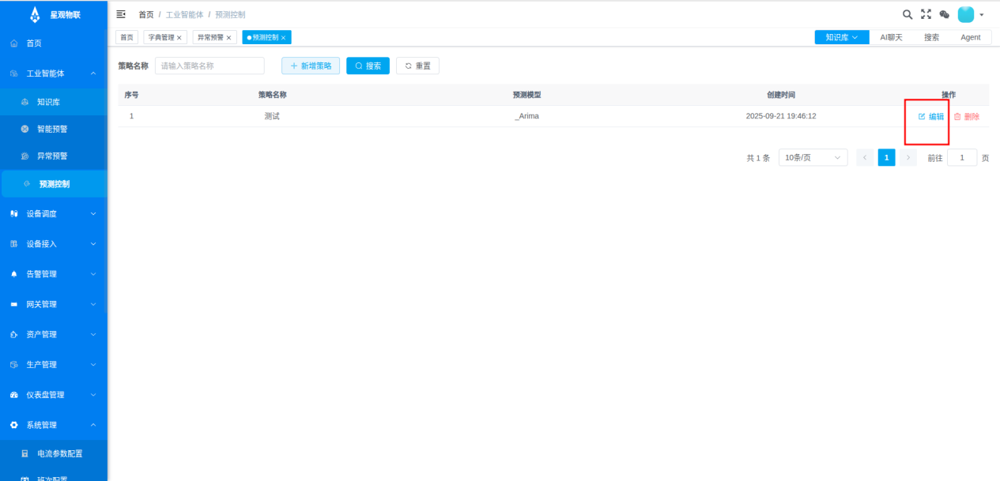 星观物联
首页 / 工业智能体 / 预测控制
首页 字典管理 × 异常预警 × 预测控制 ×
知识库 AI聊天 搜索 Agent
首页
工业智能体
知识库
智能预警
异常预警
预测控制
设备调度
设备接入
告警管理
网关管理
资产管理
生产管理
仪表盘管理
系统管理
电流参数配置
班次配置
策略名称 请输入策略名称 + 新增策略 搜索 重置
序号 策略名称 预测模型 创建时间 操作
1 测试 _Arima 2025-09-21 19:46:12 编辑 删除
共 1 条 10条/页 < 1 > 前往 1 页